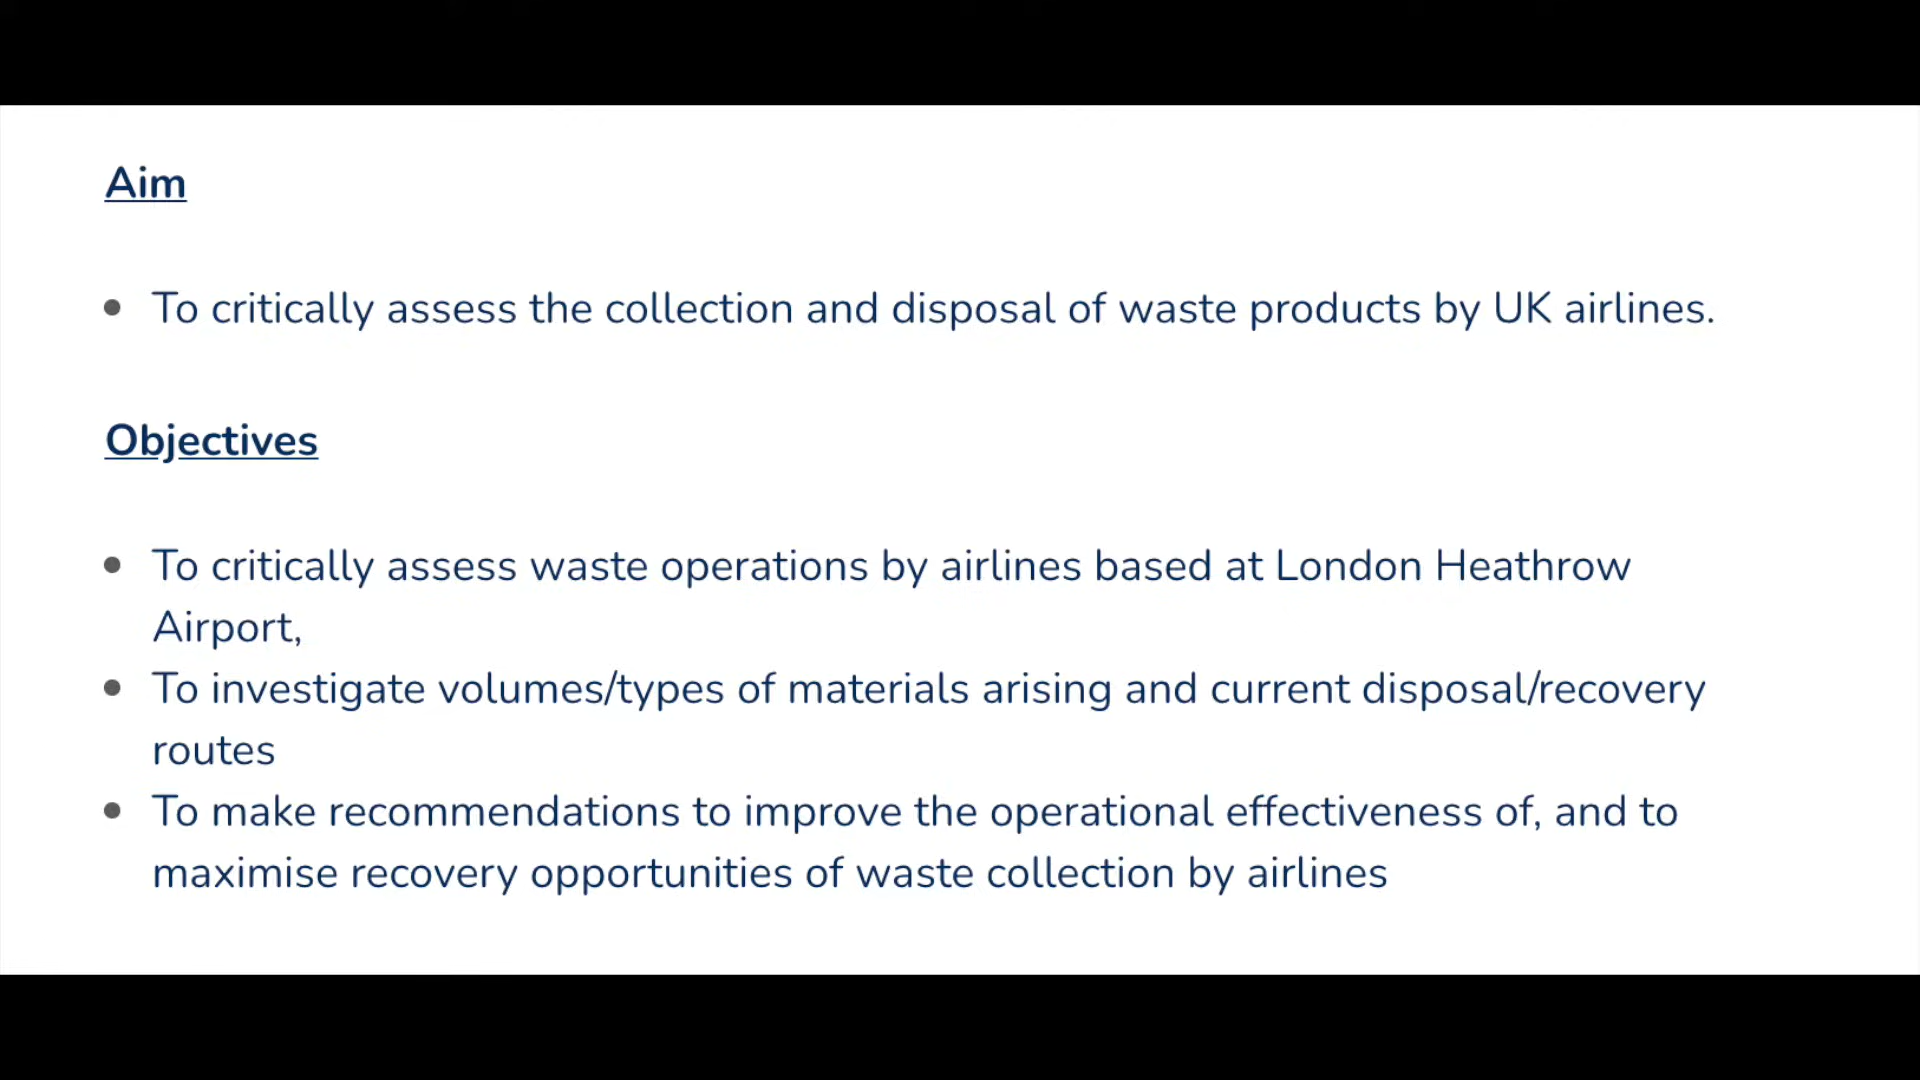 Aim
• To critically assess the collection and disposal of waste products by UK airlines.
Objectives
• To critically assess waste operations by airlines based at London Heathrow
Airport,
• To investigate volumes/types of materials arising and current disposal/recovery
routes
• To make recommendations to improve the operational effectiveness of, and to
maximise recovery opportunities of waste collection by airlines